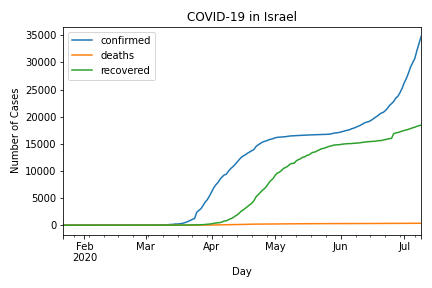 COVID-19 in Israel
confirmed
deaths
recovered
Number of Cases
35000
30000
25000
20000
15000
10000
5000
0
Feb Mar Apr May Jun Jul
2020
Day